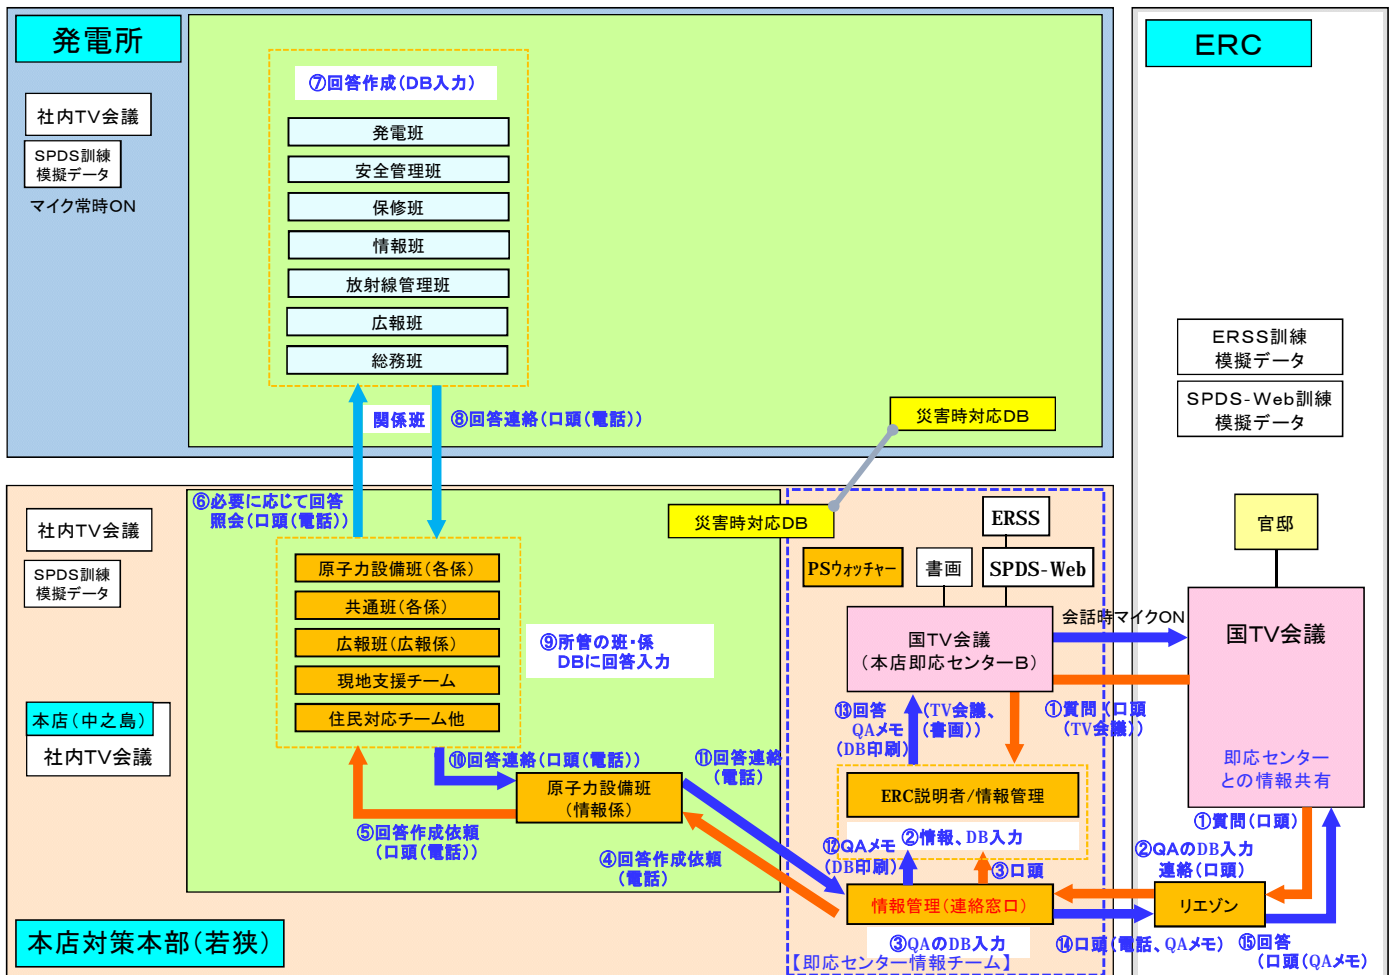 発電所
社内TV会議
SPDS訓練
模擬データ
マイク常時ON
⑦回答作成(DB入力)
発電班
安全管理班
保修班
情報班
放射線管理班
広報班
総務班
関係班
⑧回答連絡(口頭(電話))
災害時対応DB
ERC
ERSS訓練
模擬データ
SPDS-Web訓練
模擬データ
官邸
国TV会議
即応センター
との情報共有
社内TV会議
SPDS訓練
模擬データ
本店(中之島)
社内TV会議
本店対策本部(若狭)
⑥必要に応じて回答
照会(口頭(電話))
原子力設備班(各係)
共通班(各係)
広報班(広報係)
現地支援チーム
住民対応チーム他
⑨所管の班・係
DBに回答入力
災害時対応DB
⑩回答連絡(口頭(電話))
原子力設備班
(情報係)
⑤回答作成依頼
(口頭(電話))
⑪回答連絡
(電話)
④回答作成依頼
(電話)
ERSS
PSウォッチャー
書画
SPDS-Web
国TV会議
(本店即応センターB)
会話時マイクON
⑬回答
QAメモ
(DB印刷)
(TV会議、
(書画))
①質問(口頭
(TV会議))
ERC説明者/情報管理
②情報、DB入力
⑫QAメモ
(DB印刷)
③口頭
情報管理(連絡窓口)
③QAのDB入力
【即応センター情報チーム】
①質問(口頭)
②QAのDB入力
連絡(口頭)
リエゾン
⑭口頭(電話、QAメモ)
⑮回答
(口頭(QAメモ)